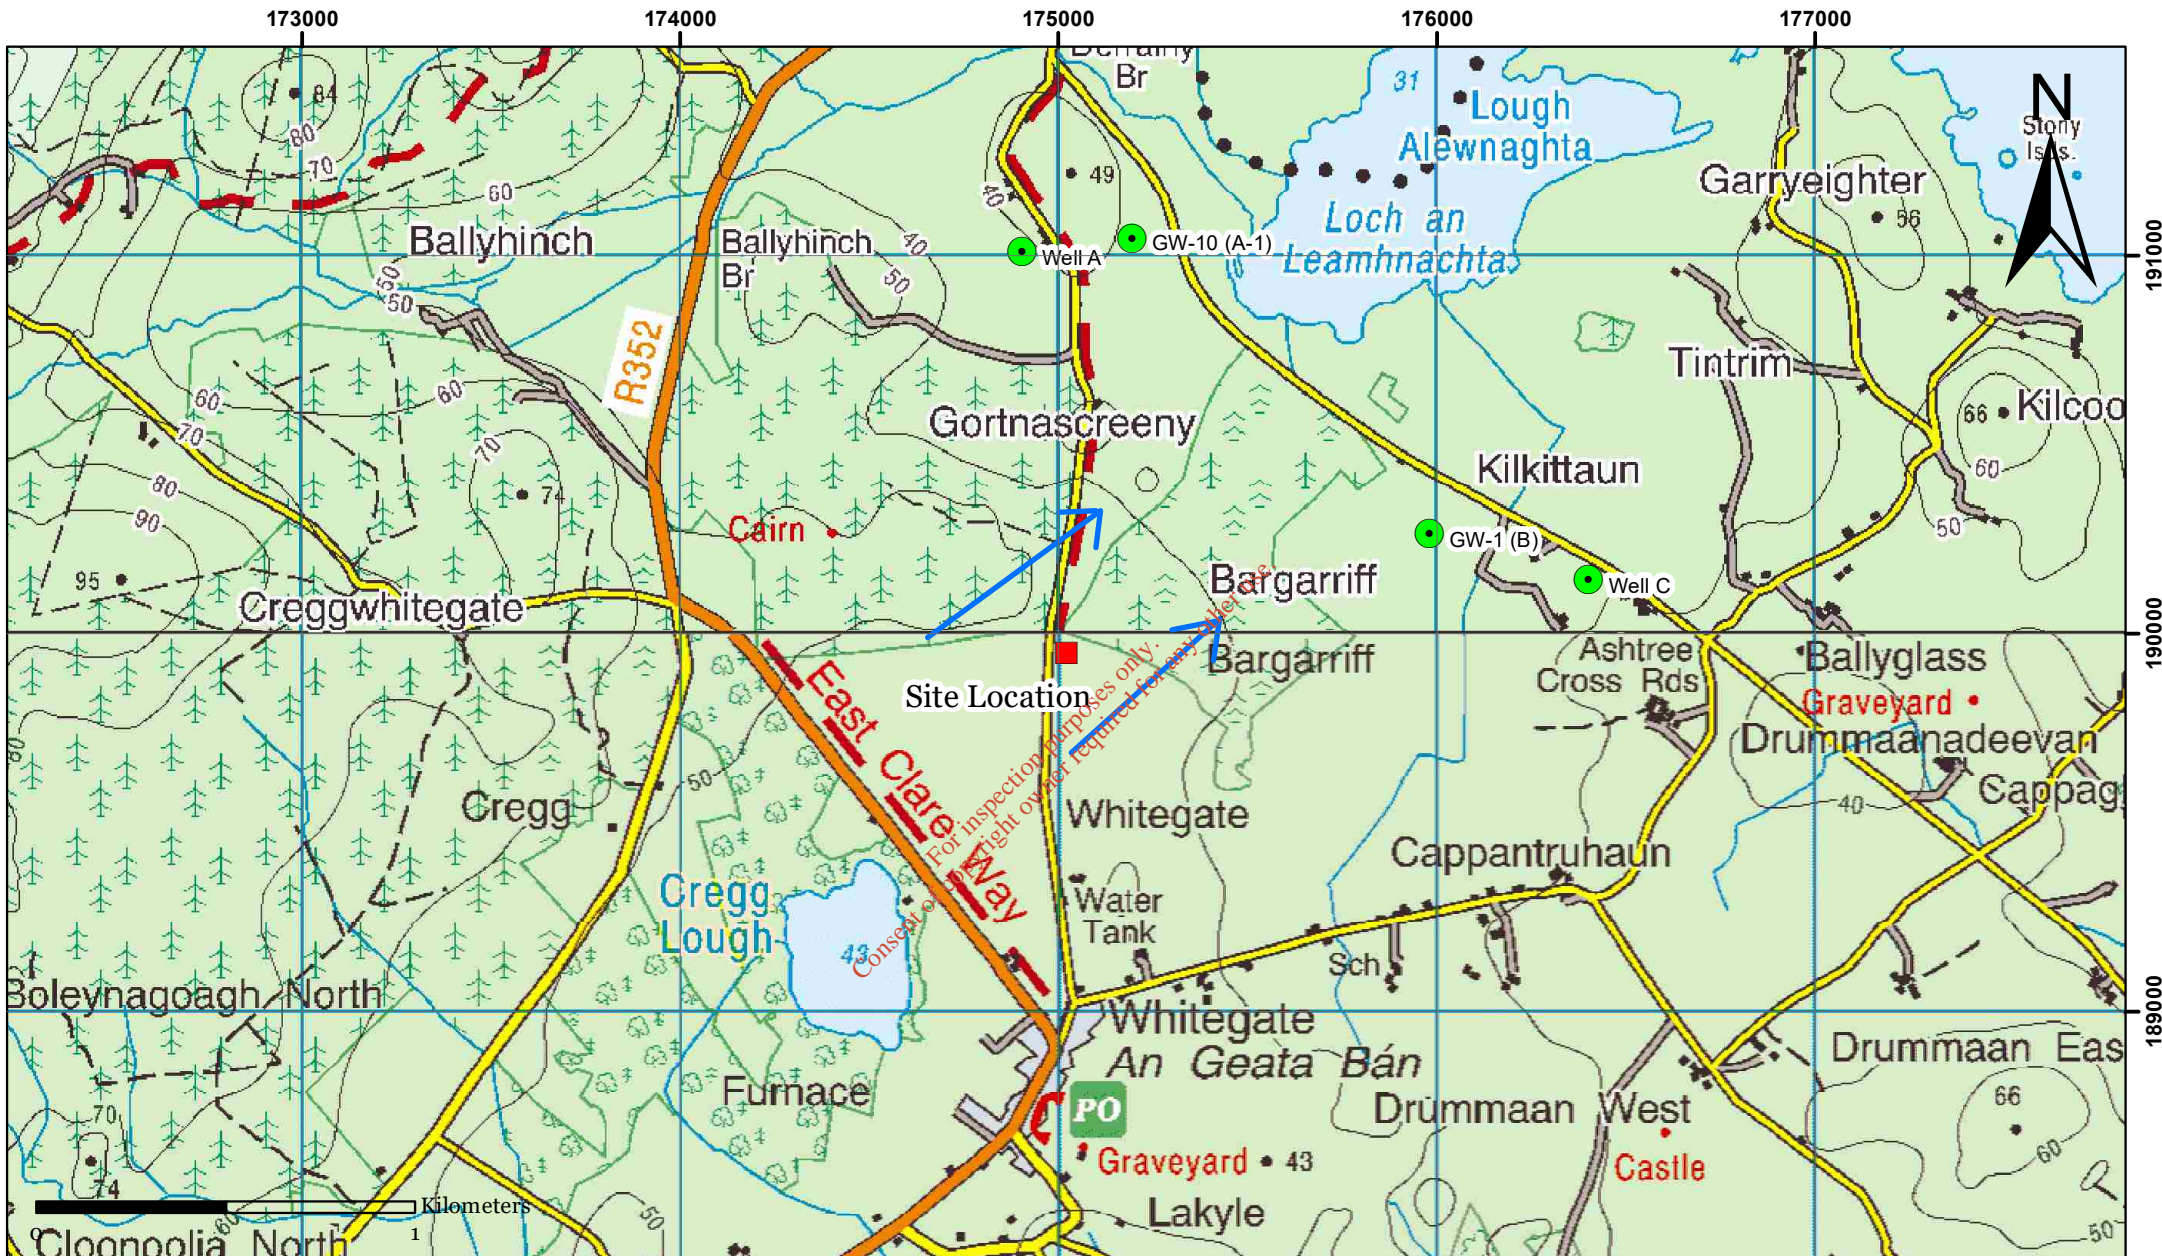 173000
174000
175000
176000
177000
191000
190000
189000
N
84
80
70
60
Ballyhinch
50
50
R352
Ballyhinch
Br
40
50
40
49
Br
Well A
GW-10 (A-1)
31
Lough
Alewnaghta
Loch an
Leamhnachta
Stony
Isds.
Garryeighter
56
Tintrim
66
Kilcoo
60
50
60
70
80
90
95
60
70
74
Gortnascreeny
Kilkittaun
Cairn
GW-1 (B)
Well C
Bargarriff
Creggwhitegate
Bargarriff
Site Location
Ashtree
Cross Rds
Ballyglass
Graveyard
Drummaanadeevan
Cappag
40
East Clare Way
For inspection purposes only.
Consent of copyright owner required for any other use.
60
50
Cregg
Whitegate
Cappantruhaun
Cregg
Lough
43
Water
Tank
Sch
Boleynagoagh North
Whitegate
An Geata Bán
Furnace
PO
Graveyard
43
Drummaan West
Castle
Drummaan Eas
66
60
50
Lakyle
70
74
60
50
Kilometers
0
1
Cloonpolia North